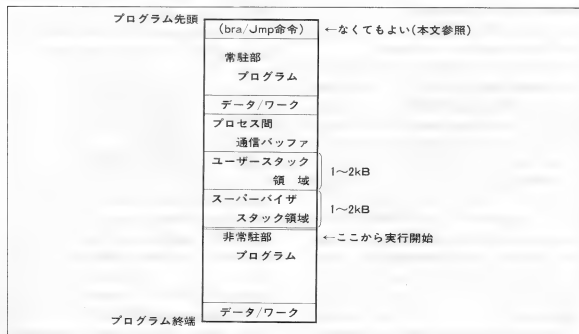 プログラム先頭
(bra/Jmp命令) ←なくてもよい(本文参照)
常駐部
プログラム
データ/ワーク
プロセス間
通信バッファ
ユーザースタック
領 域
1〜2kB
スーパーバイザ
スタック領域
1〜2kB
非常駐部
プログラム
←ここから実行開始
データ/ワーク
プログラム終端